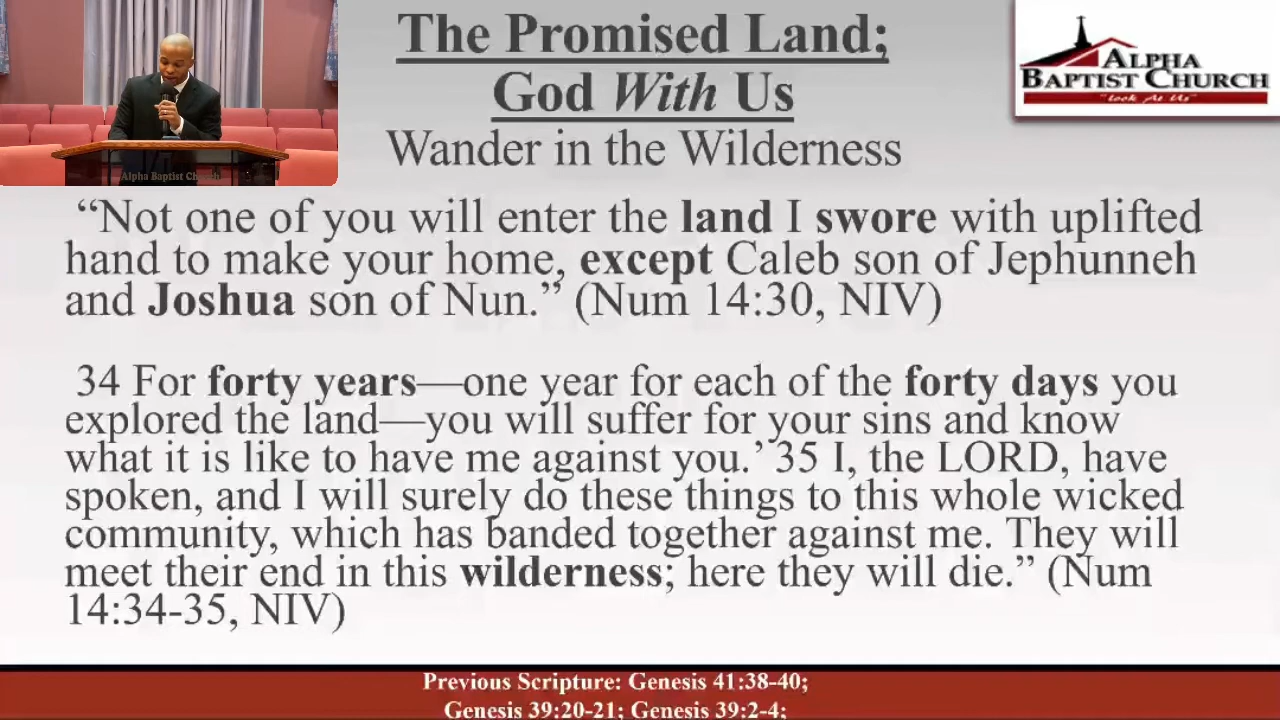 The Promised Land;
God With Us
Wander in the Wilderness
ALPHA
BAPTIST CHURCH
"Look At Us"
Alpha Baptist Church
“Not one of you will enter the land I swore with uplifted
hand to make your home, except Caleb son of Jephunneh
and Joshua son of Nun.” (Num 14:30, NIV)
34 For forty years—one year for each of the forty days you
explored the land—you will suffer for your sins and know
what it is like to have me against you.’ 35 I, the LORD, have
spoken, and I will surely do these things to this whole wicked
community, which has banded together against me. They will
meet their end in this wilderness; here they will die.” (Num
14:34-35, NIV)
Previous Scripture: Genesis 41:38-40;
Genesis 39:20-21; Genesis 39:2-4;